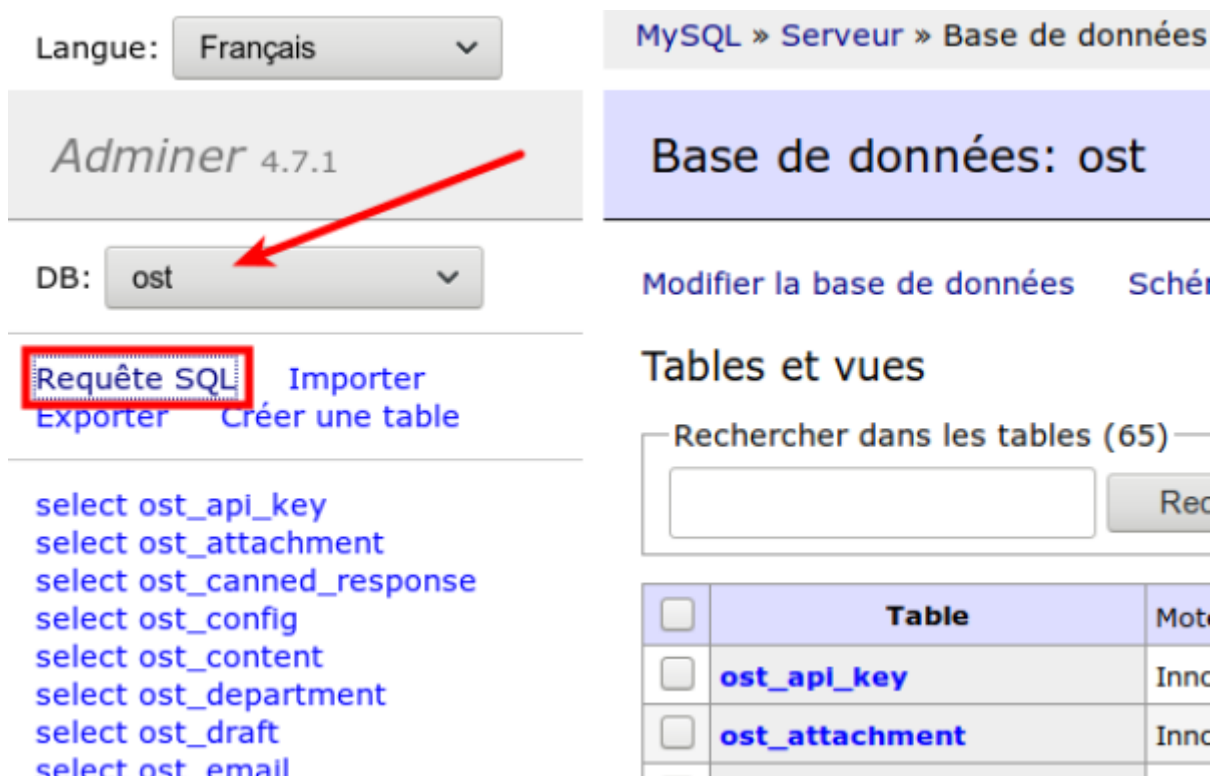 Langue: Français
Adminer 4.7.1
DB: ost
Requête SQL Importer
Exporter Créer une table
select ost_api_key
select ost_attachment
select ost_canned_response
select ost_config
select ost_content
select ost_department
select ost_draft
select ost_email
MySQL » Serveur » Base de données
Base de données: ost
Modifier la base de données
Tables et vues
Rechercher dans les tables (65)
Table
ost_api_key
ost_attachment